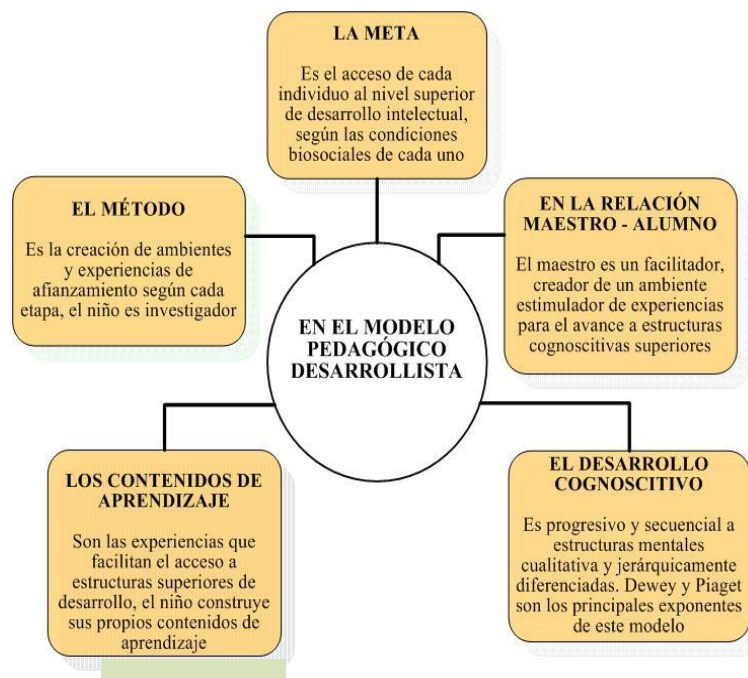 LA META
Es el acceso de cada
individuo al nivel superior
de desarrollo intelectual,
según las condiciones
biosociales de cada uno
EL MÉTODO
Es la creación de ambientes
y experiencias de
afianzamiento según cada
etapa, el niño es investigador
EN LA RELACIÓN
MAESTRO - ALUMNO
El maestro es un facilitador,
creador de un ambiente
estimulador de experiencias
para el avance a estructuras
cognoscitivas superiores
EN EL MODELO
PEDAGÓGICO
DESARROLLISTA
LOS CONTENIDOS DE
APRENDIZAJE
Son las experiencias que
facilitan el acceso a
estructuras superiores de
desarrollo, el niño construye
sus propios contenidos de
aprendizaje
EL DESARROLLO
COGNOSCITIVO
Es progresivo y secuencial a
estructuras mentales
cualitativa y jerárquicamente
diferenciadas. Dewey y Piaget
son los principales exponentes
de este modelo